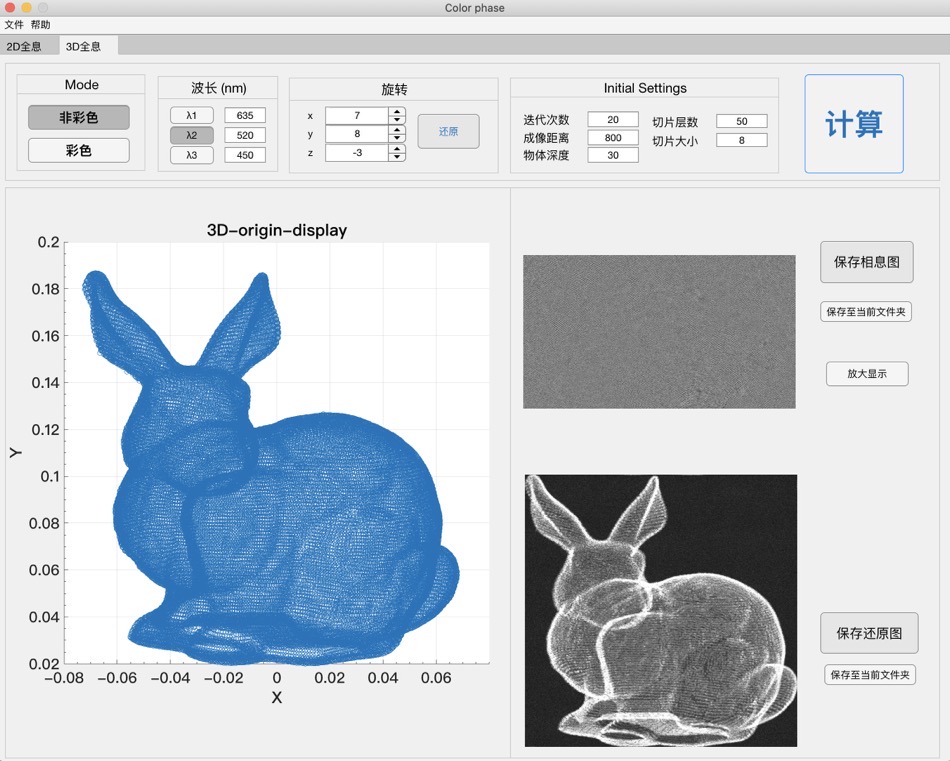 Color phase
文件 帮助
2D全息 3D全息
Mode
非彩色
彩色
波长 (nm)
λ1 635
λ2 520
λ3 450
旋转
x 7
y 8
z -3
还原
Initial Settings
迭代次数 20
成像距离 800
物体深度 30
切片层数 50
切片大小 8
计算
3D-origin-display
0.2
0.18
0.16
0.14
0.12
0.1
0.08
0.06
0.04
0.02
Y
-0.08 -0.06 -0.04 -0.02 0 0.02 0.04 0.06
X
保存相息图
保存至当前文件夹
放大显示
保存还原图
保存至当前文件夹